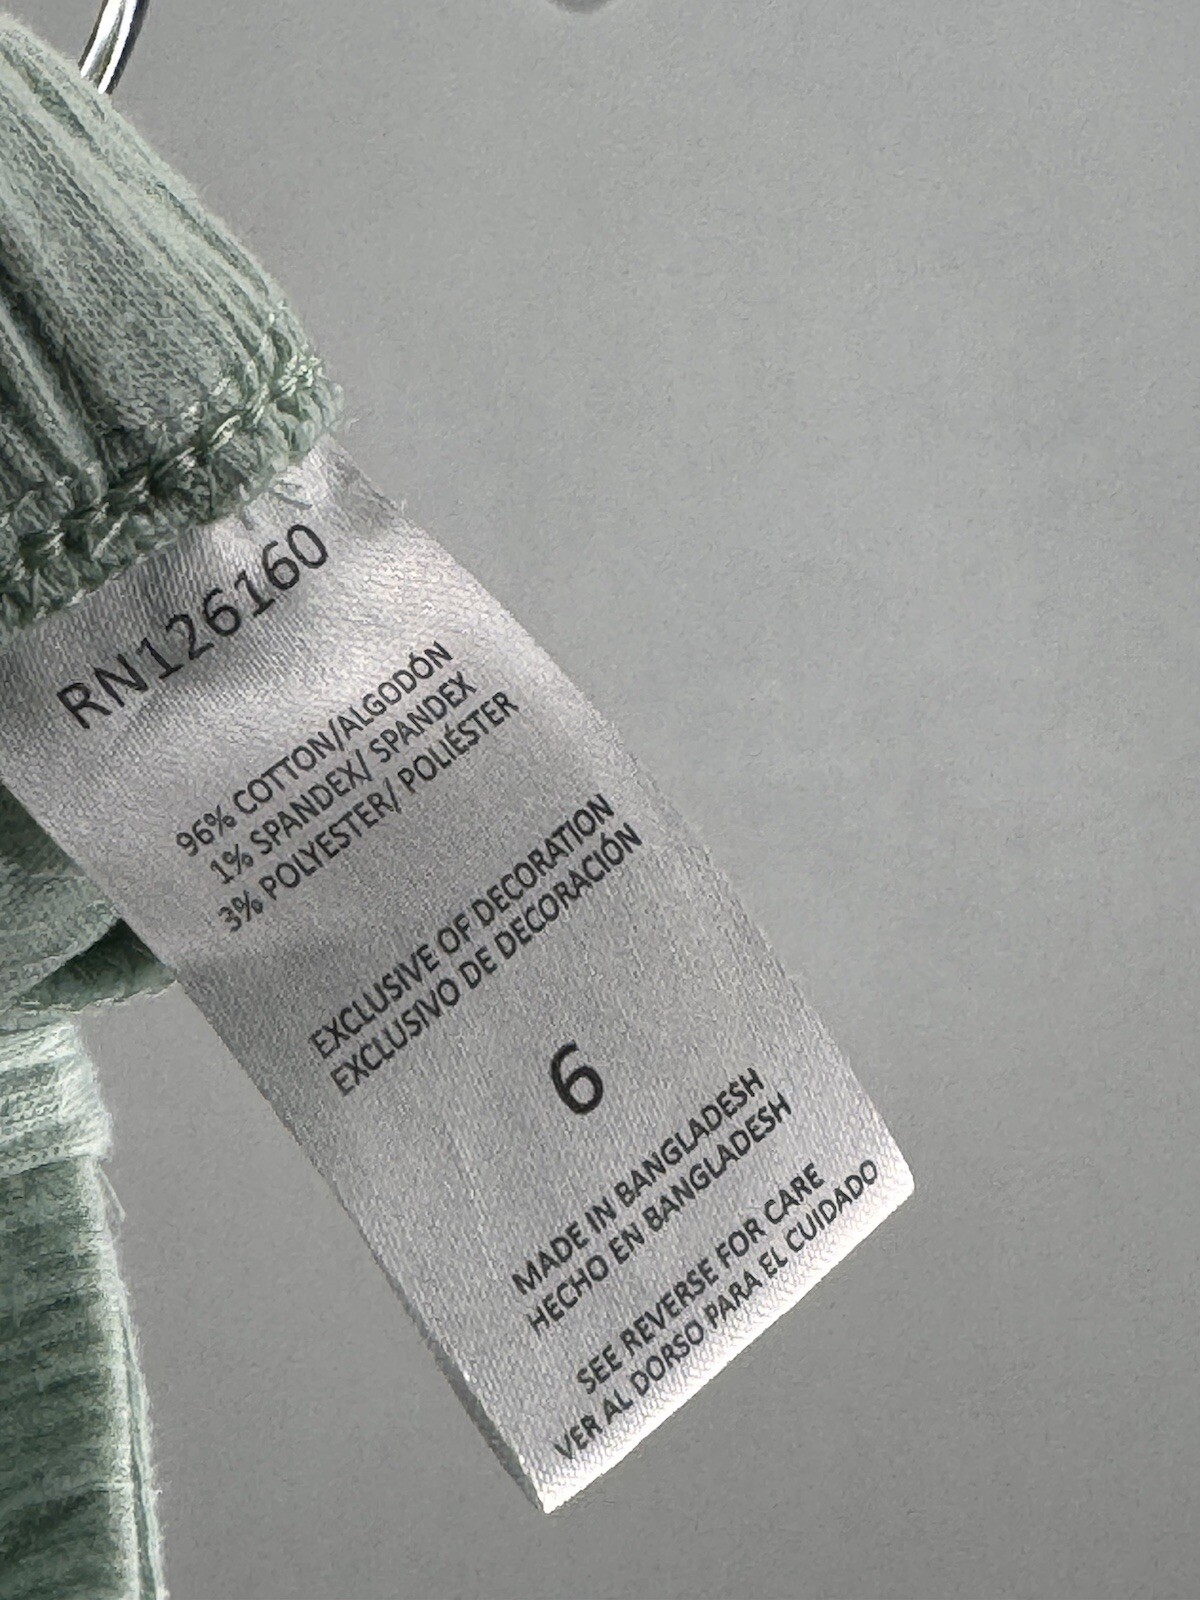 RN126160
96% COTTON/ALGODÓN
1% SPANDEX/ SPANDEX
3% POLYESTER/ POLIÉSTER
EXCLUSIVE OF DECORATION
EXCLUSIVO DE DECORACIÓN
6
MADE IN BANGLADESH
HECHO EN BANGLADESH
SEE REVERSE FOR CARE
VER AL DORSO PARA EL CUIDADO